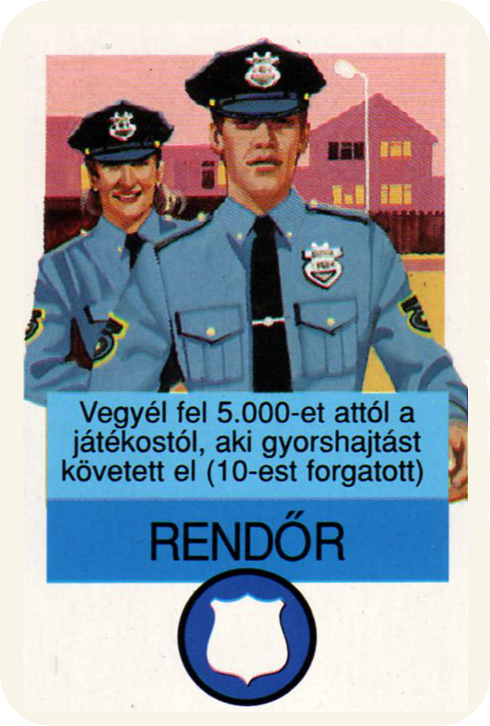 Vegyél fel 5.000-et attól a
játékostól, aki gyorshajtást
követett el (10-est forgatott)
RENDŐR